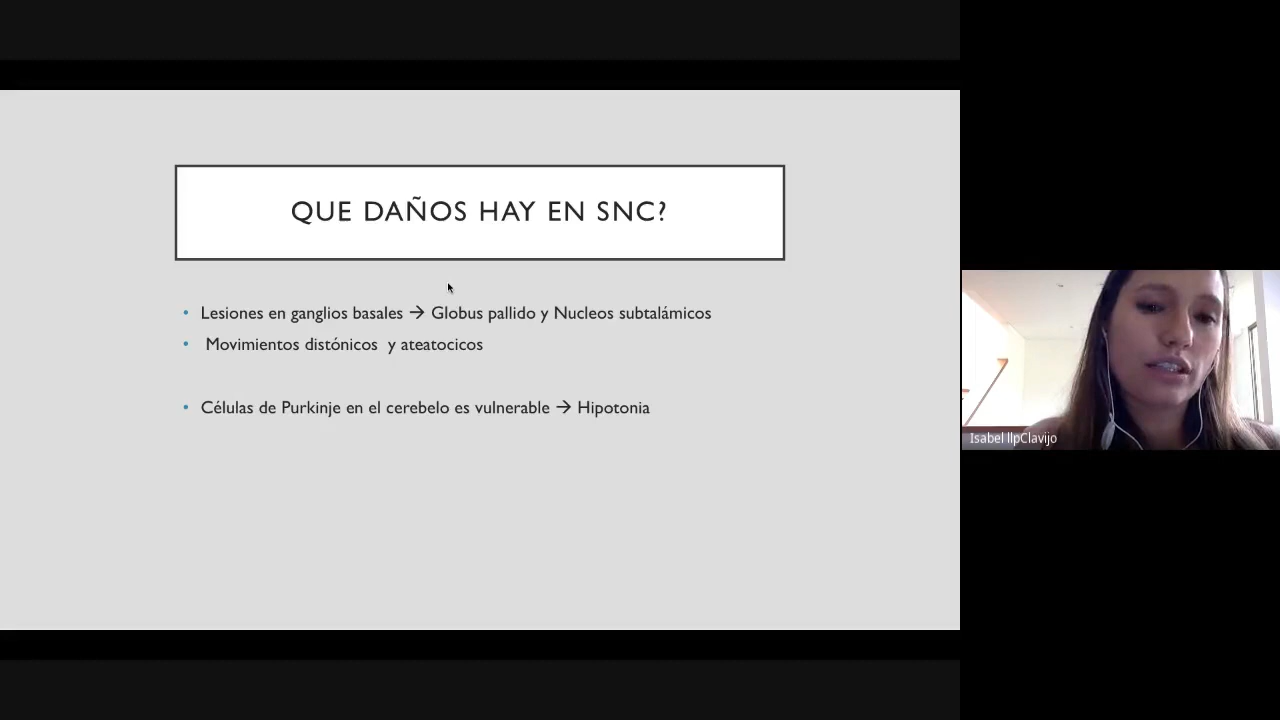 QUE DAÑOS HAY EN SNC?
• Lesiones en ganglios basales → Globus pallido y Nucleos subtalámicos
• Movimientos distónicos y ateatocicos
• Células de Purkinje en el cerebelo es vulnerable → Hipotonia
Isabel llpClavijo